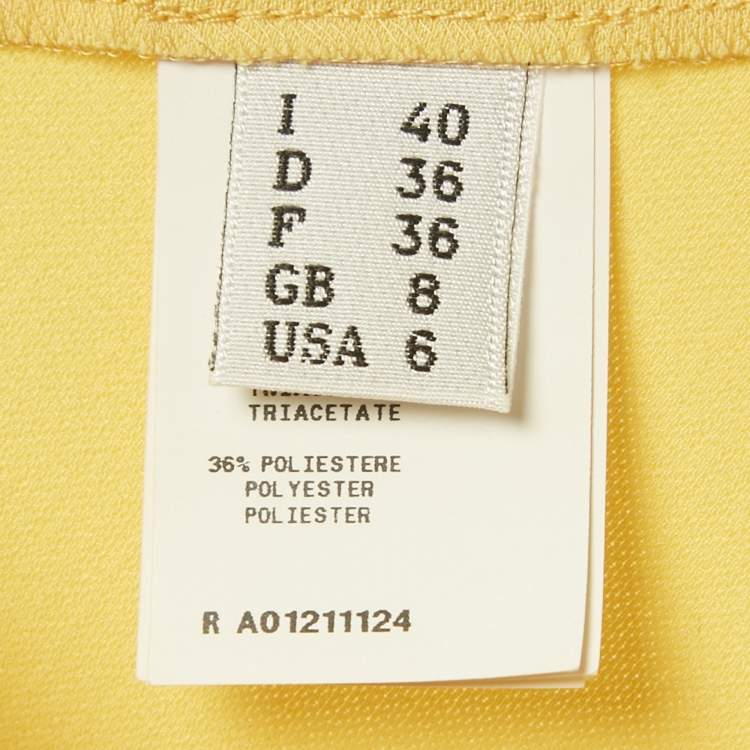 I 40
D 36
F 36
GB 8
USA 6
TRIACETATE
36% POLIESTERE
POLYESTER
POLIESTER
R A01211124